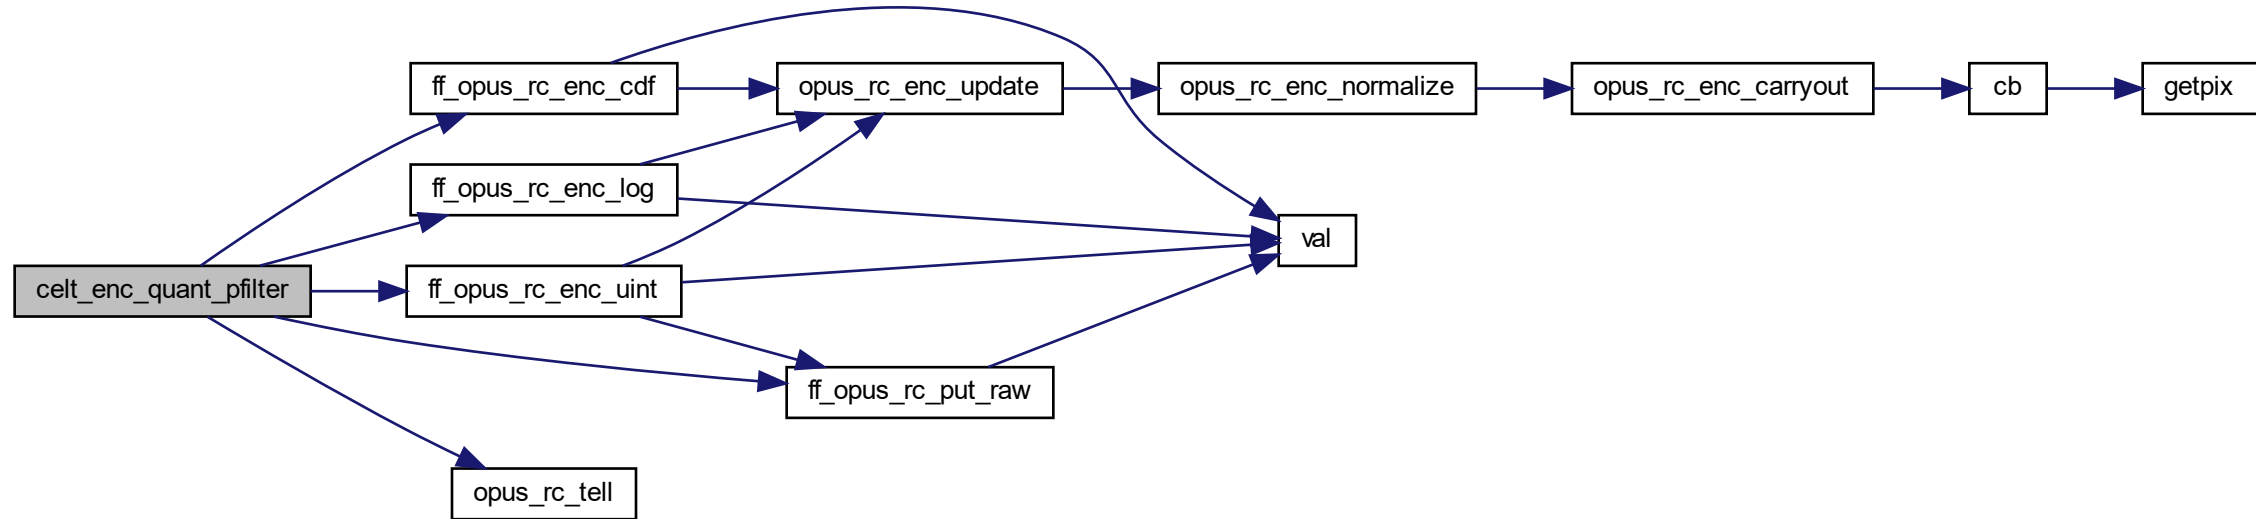 ff_opus_rc_enc_cdf
opus_rc_enc_update
opus_rc_enc_normalize
opus_rc_enc_carryout
cb
getpix
ff_opus_rc_enc_log
val
celt_enc_quant_pfilter
ff_opus_rc_enc_uint
ff_opus_rc_put_raw
opus_rc_tell